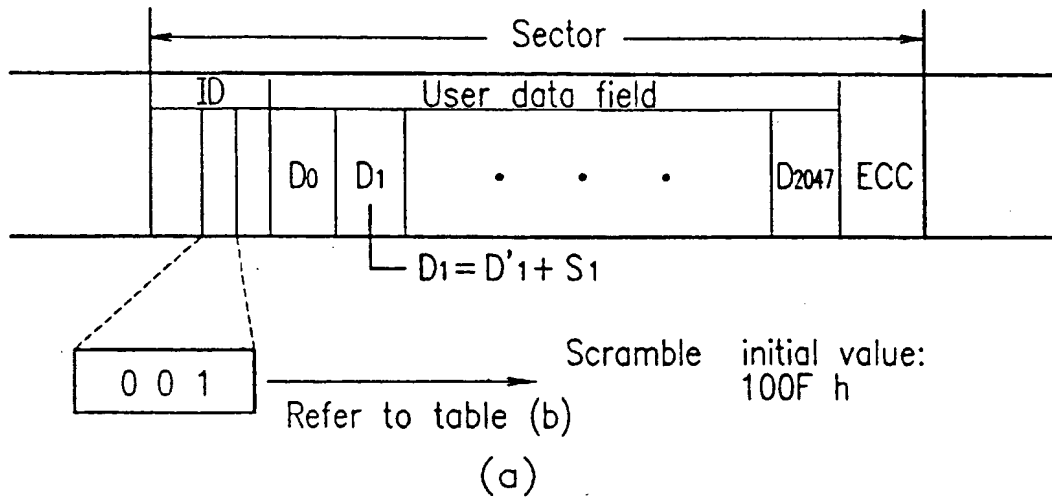 Sector
ID User data field
D0 D1 . . . D2047 ECC
D1=D'1+S1
0 0 1
Scramble initial value:
100F h
Refer to table (b)
(a)